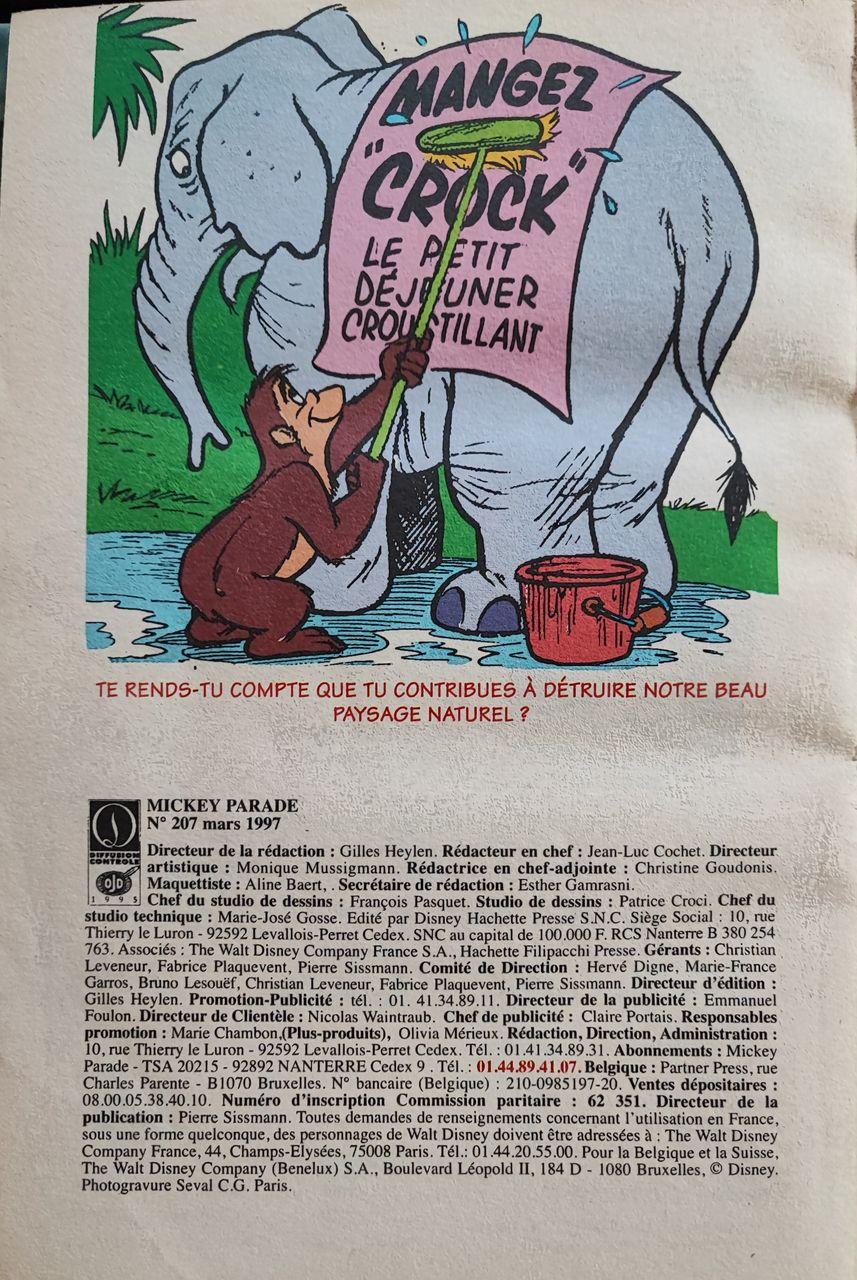 MANGEZ
"CROCK"
LE PETIT
DÉJEUNER
CROUSTILLANT
TE RENDS-TU COMPTE QUE TU CONTRIBUES À DÉTRUIRE NOTRE BEAU
PAYSAGE NATUREL ?
MICKEY PARADE
N° 207 mars 1997
DIFFUSION
CONTROLE
OJD
1995
Directeur de la rédaction : Gilles Heylen. Rédacteur en chef : Jean-Luc Cochet. Directeur
artistique : Monique Mussigmann. Rédactrice en chef-adjointe : Christine Goudonis.
Maquettiste : Aline Baert, . Secrétaire de rédaction : Esther Gamrasni.
Chef du studio de dessins : François Pasquet. Studio de dessins : Patrice Croci. Chef du
studio technique : Marie-José Gosse. Edité par Disney Hachette Presse S.N.C. Siège Social : 10, rue
Thierry le Luron - 92592 Levallois-Perret Cedex. SNC au capital de 100.000 F. RCS Nanterre B 380 254
763. Associés : The Walt Disney Company France S.A., Hachette Filipacchi Presse. Gérants : Christian
Leveneur, Fabrice Plaquevent, Pierre Sissmann. Comité de Direction : Hervé Digne, Marie-France
Garros, Bruno Lesouëf, Christian Leveneur, Fabrice Plaquevent, Pierre Sissmann. Directeur d'édition :
Gilles Heylen. Promotion-Publicité : tél. : 01. 41.34.89.11. Directeur de la publicité : Emmanuel
Foulon. Directeur de Clientèle : Nicolas Waintraub. Chef de publicité : Claire Portais. Responsables
promotion : Marie Chambon,(Plus-produits), Olivia Mérieux. Rédaction, Direction, Administration :
10, rue Thierry le Luron - 92592 Levallois-Perret Cedex. Tél. : 01.41.34.89.31. Abonnements : Mickey
Parade - TSA 20215 - 92892 NANTERRE Cedex 9 . Tél. : 01.44.89.41.07. Belgique : Partner Press, rue
Charles Parente - B1070 Bruxelles. N° bancaire (Belgique) : 210-0985197-20. Ventes dépositaires :
08.00.05.38.40.10. Numéro d'inscription Commission paritaire : 62 351. Directeur de la
publication : Pierre Sissmann. Toutes demandes de renseignements concernant l'utilisation en France,
sous une forme quelconque, des personnages de Walt Disney doivent être adressées à : The Walt Disney
Company France, 44, Champs-Elysées, 75008 Paris. Tél.: 01.44.20.55.00. Pour la Belgique et la Suisse,
The Walt Disney Company (Benelux) S.A., Boulevard Léopold II, 184 D - 1080 Bruxelles, © Disney.
Photogravure Seval C.G. Paris.